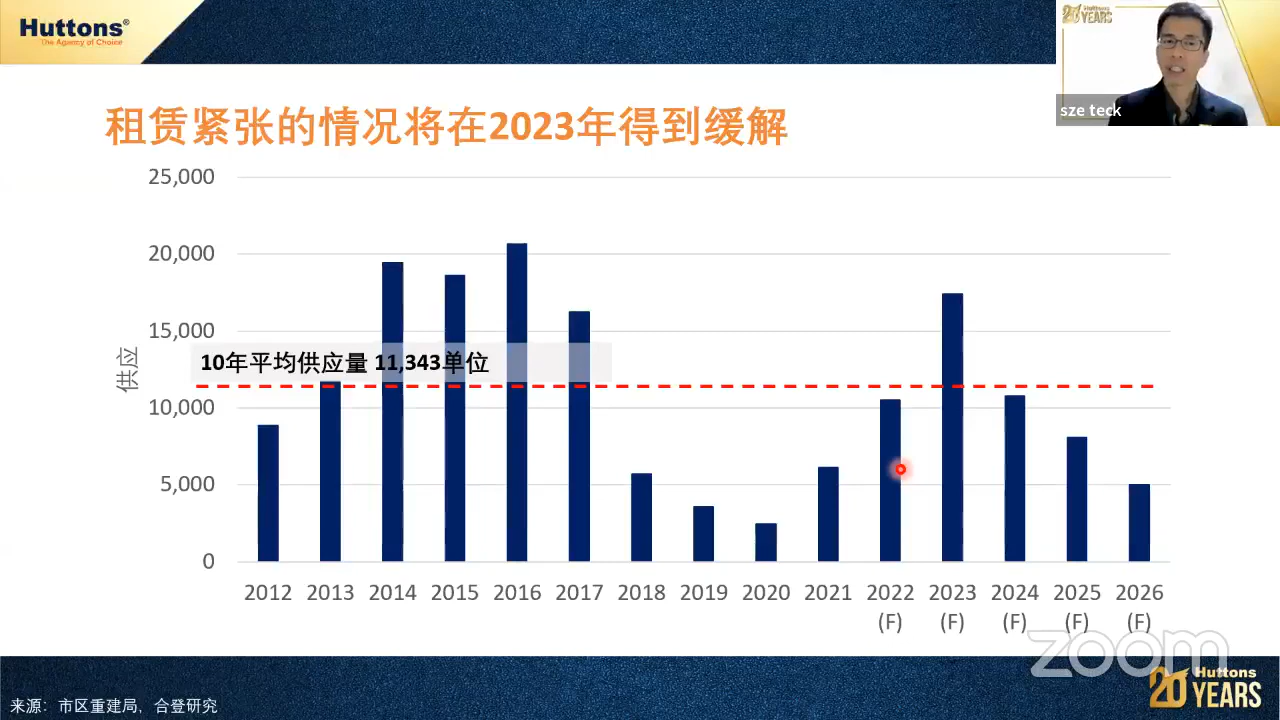 Huttons®
The Agency of Choice
Huttons
20 YEARS
sze teck
租赁紧张的情况将在2023年得到缓解
25,000
20,000
15,000
10,000
5,000
0
供应
10年平均供应量 11,343单位
2012 2013 2014 2015 2016 2017 2018 2019 2020 2021 2022 2023 2024 2025 2026
(F) (F) (F) (F) (F)
zoom
Huttons
20 YEARS
来源：市区重建局，合登研究